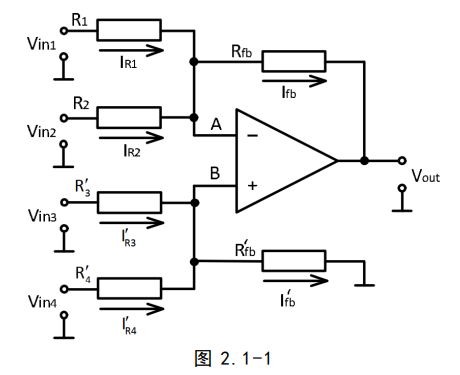 R1
Vin1
IR1
Rfb
Ifb
R2
Vin2
IR2
A
−
B
+
Vout
R′3
Vin3
I′R3
R′fb
I′fb
R′4
Vin4
I′R4
图 2.1-1